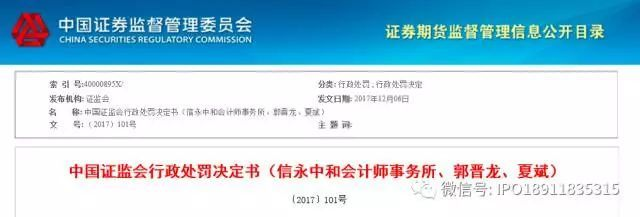 中国证券监督管理委员会
CHINA SECURITIES REGULATORY COMMISSION
证券期货监督管理信息公开目录
索 引 号:40000895X/ 分类: 行政处罚 ; 行政处罚决定
发布机构: 证监会 发文日期: 2017年12月06日
名 称: 中国证监会行政处罚决定书（信永中和会计师事务所、郭晋龙、夏斌）
文 号: 〔2017〕101号 主 题 词:
中国证监会行政处罚决定书（信永中和会计师事务所、郭晋龙、夏斌）
微信号: IPO18911835315
〔2017〕101号